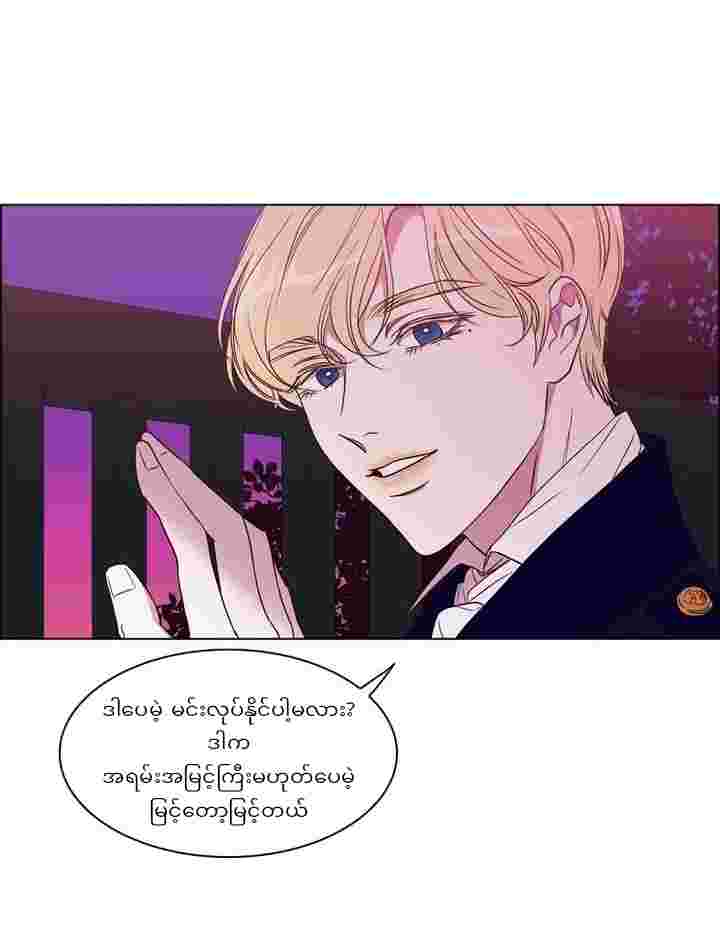 ဒါပေမဲ့ မင်းလုပ်နိုင်ပါ့မလား?
ဒါက
အရမ်းအမြင့်ကြီးမဟုတ်ပေမဲ့
မြင့်တော့မြင့်တယ်